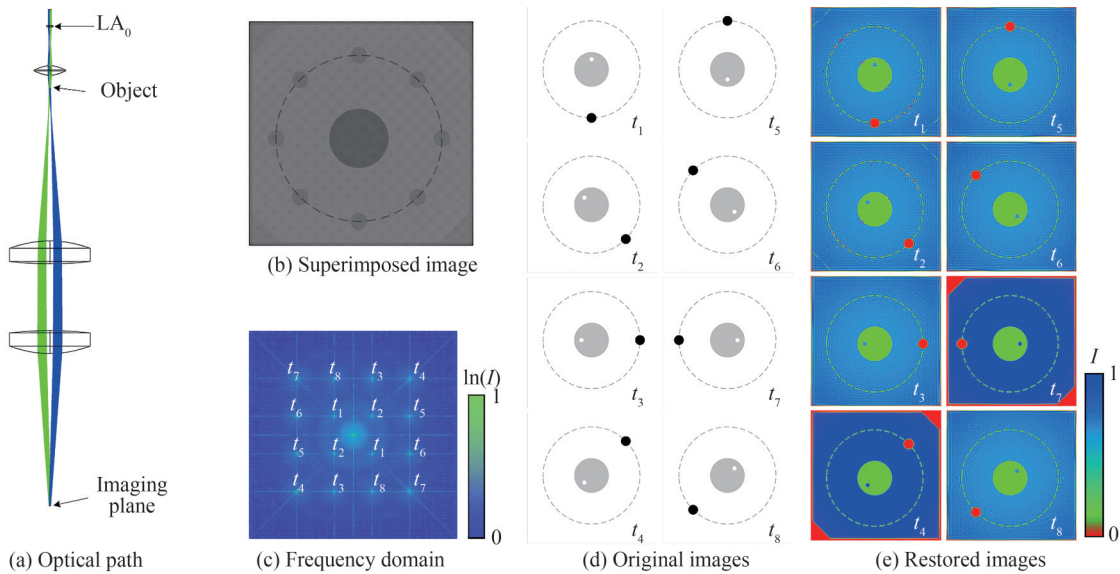 LA₀
Object
Imaging
plane
(a) Optical path
(b) Superimposed image
t₇ t₈ t₃ t₄
t₆ t₁ t₂ t₅
t₅ t₂ t₁ t₆
t₄ t₃ t₈ t₇
ln(I)
1
0
(c) Frequency domain
t₁ t₅
t₂ t₆
t₃ t₇
t₄ t₈
(d) Original images
t₁ t₅
t₂ t₆
t₃ t₇
t₄ t₈
I
1
0
(e) Restored images